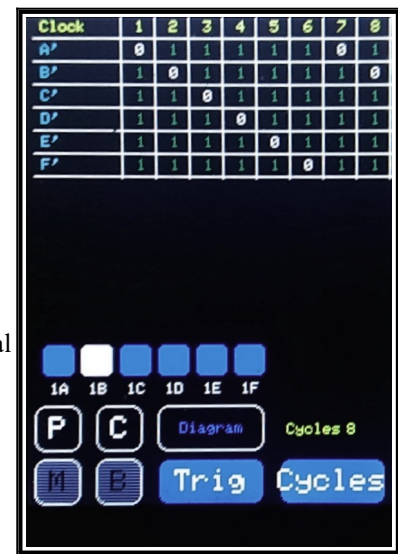 Clock 1 2 3 4 5 6 7 8
A' 0 1 1 1 1 1 0 1
B' 1 0 1 1 1 1 1 0
C' 1 1 0 1 1 1 1 1
D' 1 1 1 0 1 1 1 1
E' 1 1 1 1 0 1 1 1
F' 1 1 1 1 1 0 1 1
al
1A 1B 1C 1D 1E 1F
P C Diagram Cycles 8
M B Trig Cycles